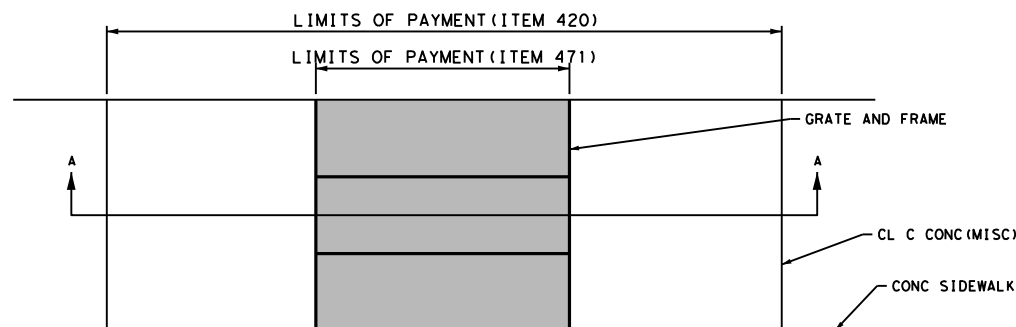 LIMITS OF PAYMENT(ITEM 420)
LIMITS OF PAYMENT(ITEM 471)
GRATE AND FRAME
A
A
CL C CONC(MISC)
CONC SIDEWALK